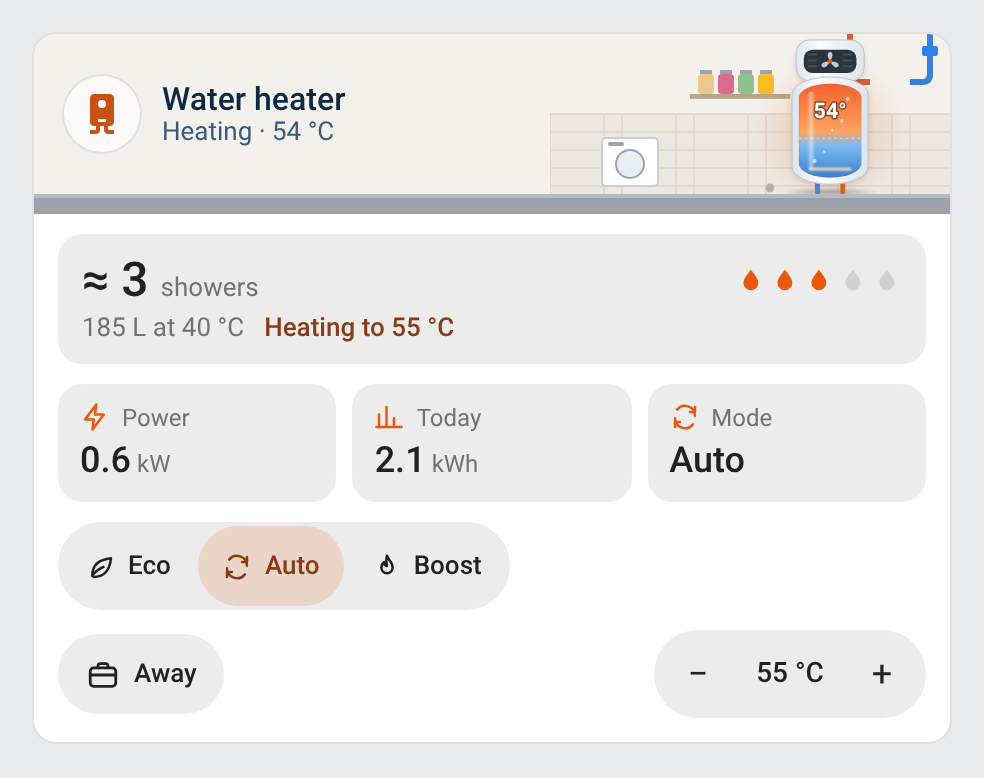 Water heater
Heating · 54 °C
54°
≈ 3 showers
185 L at 40 °C Heating to 55 °C
Power
0.6 kW
Today
2.1 kWh
Mode
Auto
Eco
Auto
Boost
Away
− 55 °C +